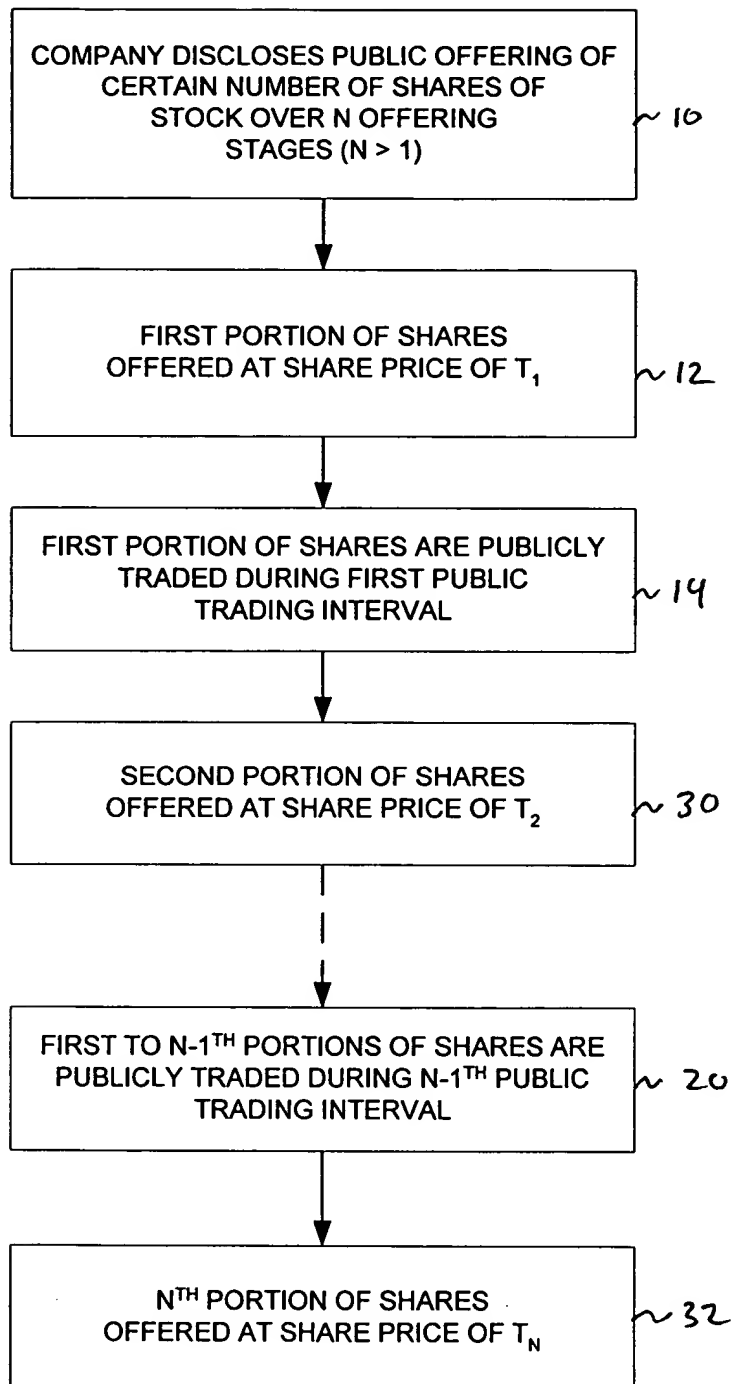 COMPANY DISCLOSES PUBLIC OFFERING OF
CERTAIN NUMBER OF SHARES OF
STOCK OVER N OFFERING
STAGES (N > 1)
~ 10
FIRST PORTION OF SHARES
OFFERED AT SHARE PRICE OF T₁
~ 12
FIRST PORTION OF SHARES ARE PUBLICLY
TRADED DURING FIRST PUBLIC
TRADING INTERVAL
~ 14
SECOND PORTION OF SHARES
OFFERED AT SHARE PRICE OF T₂
~ 30
FIRST TO N-1ᵀᴴ PORTIONS OF SHARES ARE
PUBLICLY TRADED DURING N-1ᵀᴴ PUBLIC
TRADING INTERVAL
~ 20
Nᵀᴴ PORTION OF SHARES
OFFERED AT SHARE PRICE OF T_N
~ 32